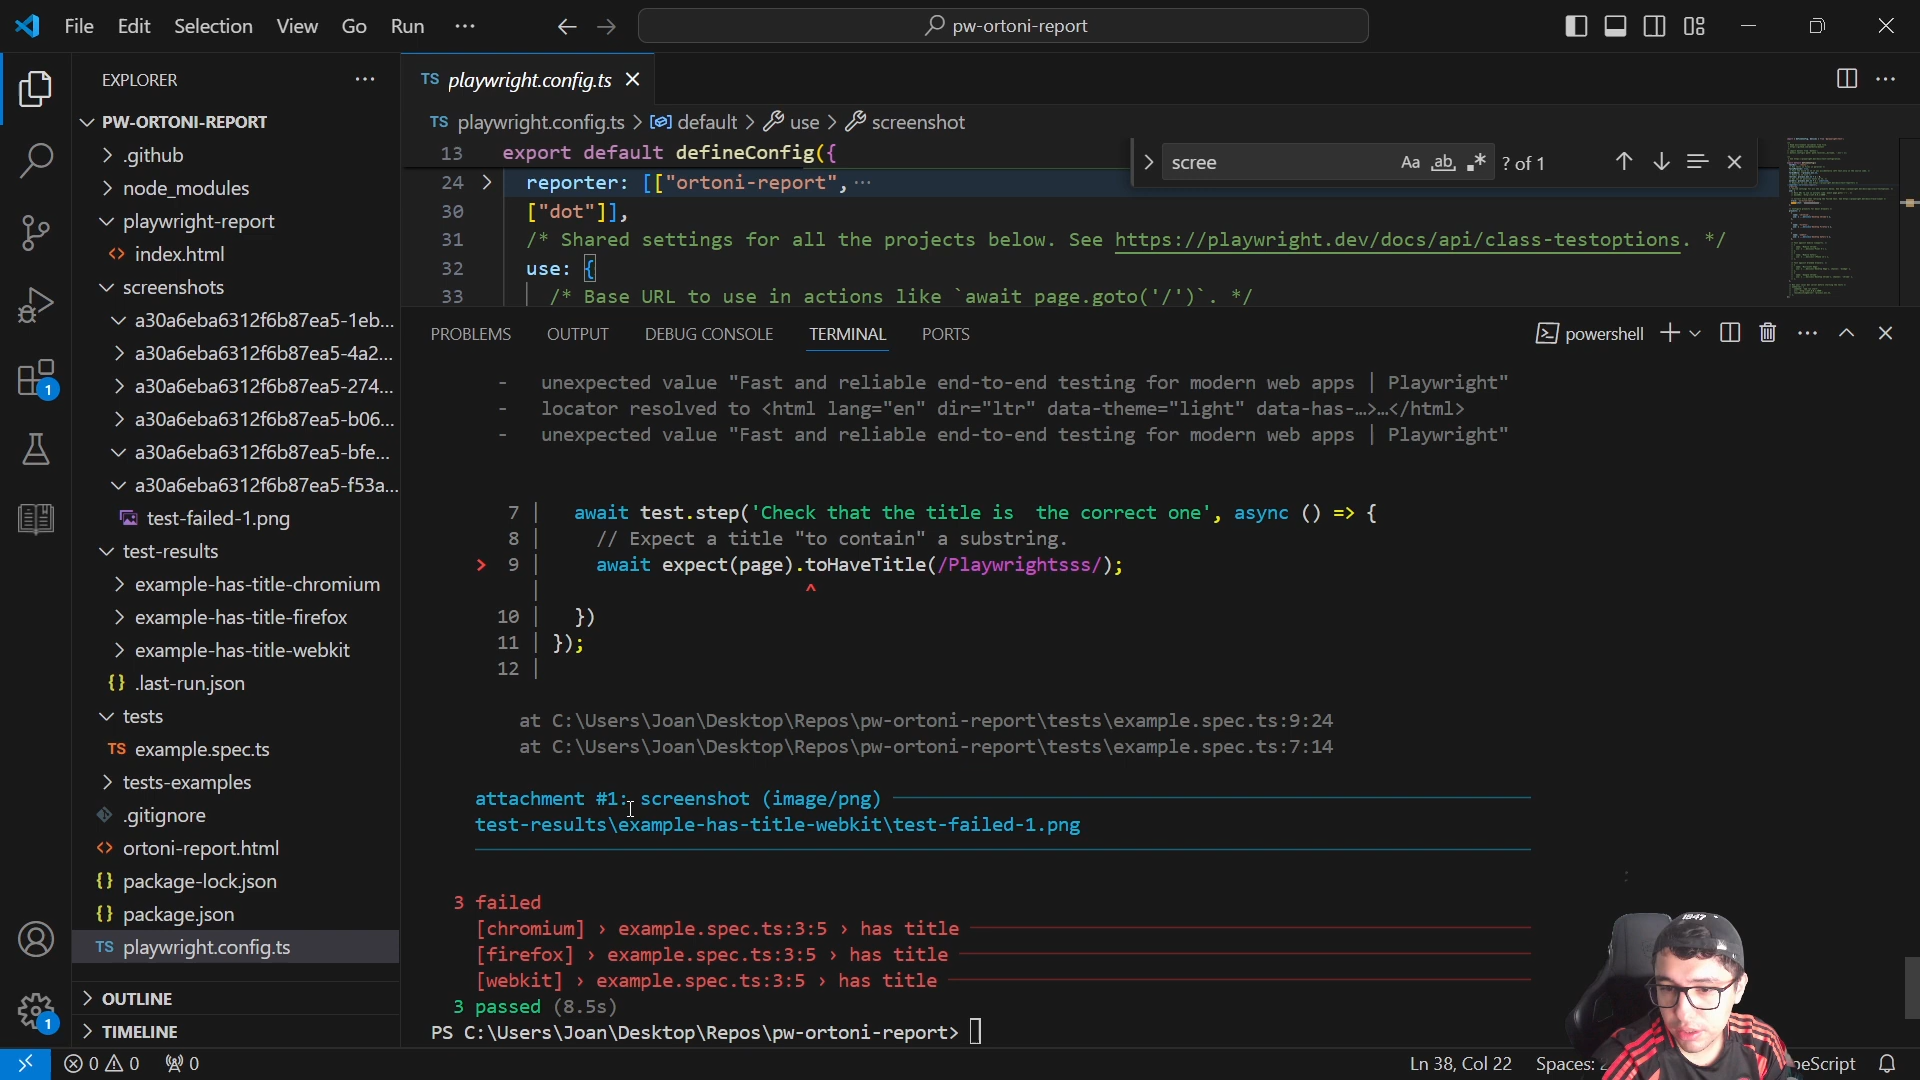 File Edit Selection View Go Run ··· pw-ortoni-report
EXPLORER ···
PW-ORTONI-REPORT
.github
node_modules
playwright-report
<> index.html
screenshots
a30a6eba6312f6b87ea5-1eb...
a30a6eba6312f6b87ea5-4a2...
a30a6eba6312f6b87ea5-274...
a30a6eba6312f6b87ea5-b06...
a30a6eba6312f6b87ea5-bfe...
a30a6eba6312f6b87ea5-f53a...
test-failed-1.png
test-results
example-has-title-chromium
example-has-title-firefox
example-has-title-webkit
{} .last-run.json
tests
TS example.spec.ts
tests-examples
.gitignore
<> ortoni-report.html
{} package-lock.json
{} package.json
TS playwright.config.ts
OUTLINE
TIMELINE
1
1
TS playwright.config.ts
TS playwright.config.ts > default > use > screenshot
scree Aa ab .* ? of 1
13 export default defineConfig({
24 reporter: [["ortoni-report", ···
30 ["dot"]],
31 /* Shared settings for all the projects below. See https://playwright.dev/docs/api/class-testoptions. */
32 use: {
33 /* Base URL to use in actions like `await page.goto('/')`. */
PROBLEMS OUTPUT DEBUG CONSOLE TERMINAL PORTS powershell
- unexpected value "Fast and reliable end-to-end testing for modern web apps | Playwright"
- locator resolved to <html lang="en" dir="ltr" data-theme="light" data-has-…>…</html>
- unexpected value "Fast and reliable end-to-end testing for modern web apps | Playwright"
7 | await test.step('Check that the title is  the correct one', async () => {
8 | // Expect a title "to contain" a substring.
> 9 | await expect(page).toHaveTitle(/Playwrightsss/);
| ^
10 | })
11 | });
12 |
at C:\Users\Joan\Desktop\Repos\pw-ortoni-report\tests\example.spec.ts:9:24
at C:\Users\Joan\Desktop\Repos\pw-ortoni-report\tests\example.spec.ts:7:14
attachment #1: screenshot (image/png)
test-results\example-has-title-webkit\test-failed-1.png
3 failed
[chromium] › example.spec.ts:3:5 › has title
[firefox] › example.spec.ts:3:5 › has title
[webkit] › example.spec.ts:3:5 › has title
3 passed (8.5s)
PS C:\Users\Joan\Desktop\Repos\pw-ortoni-report>
1847
0 0 0 Ln 38, Col 22 Spaces: peScript